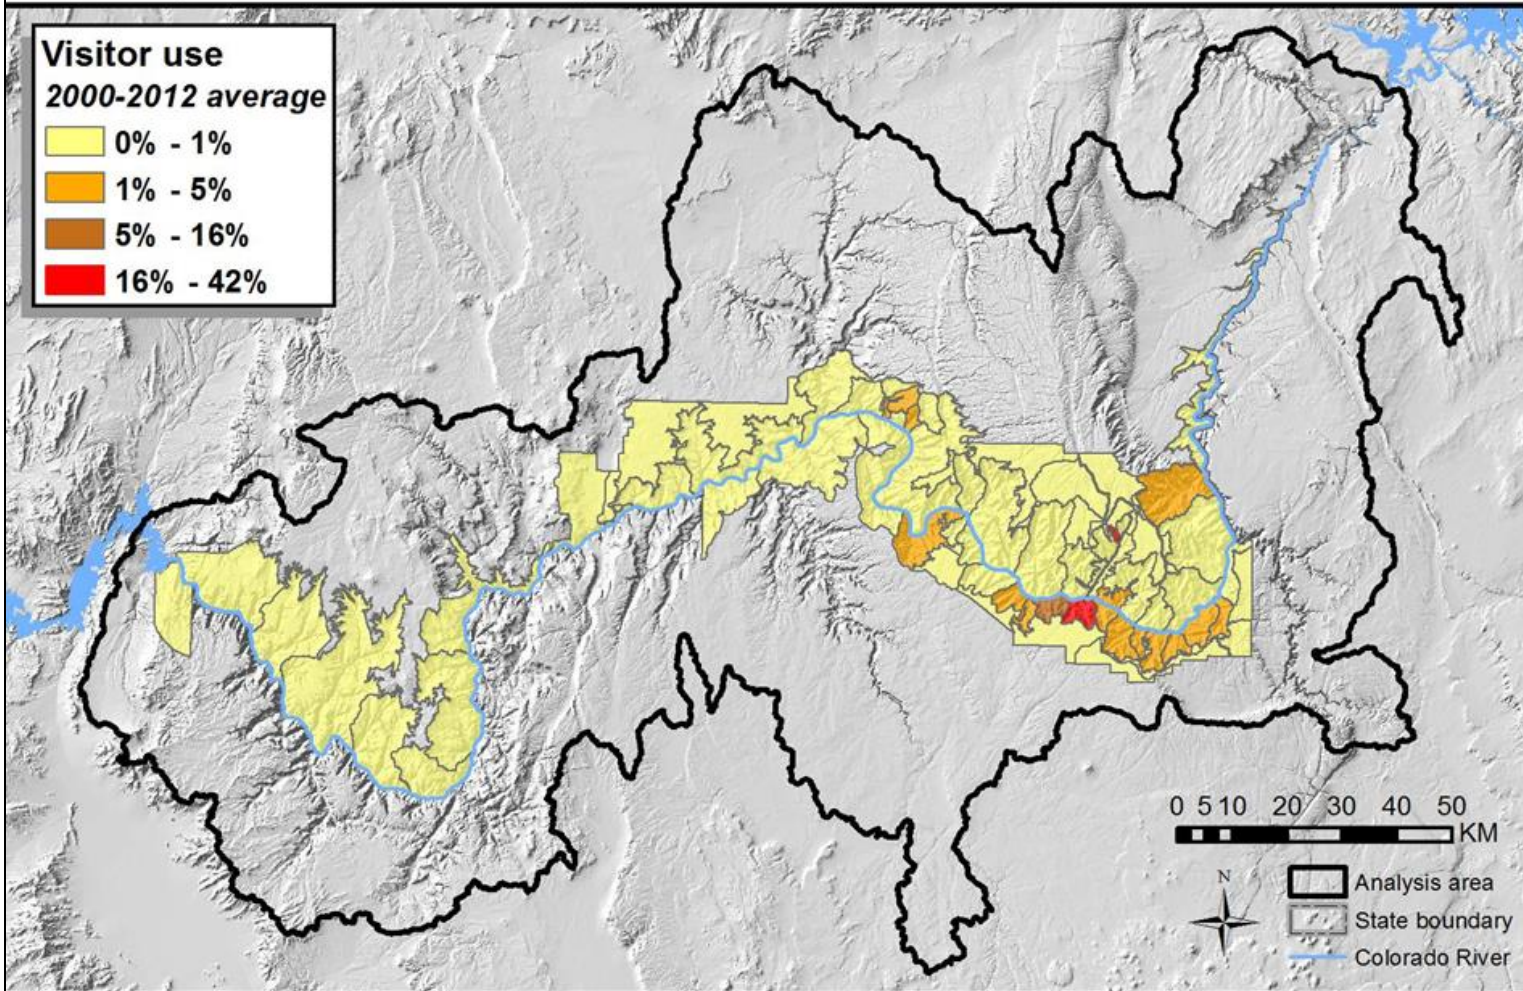 Visitor use
2000-2012 average
0% - 1%
1% - 5%
5% - 16%
16% - 42%
0 5 10 20 30 40 50
KM
N
Analysis area
State boundary
Colorado River